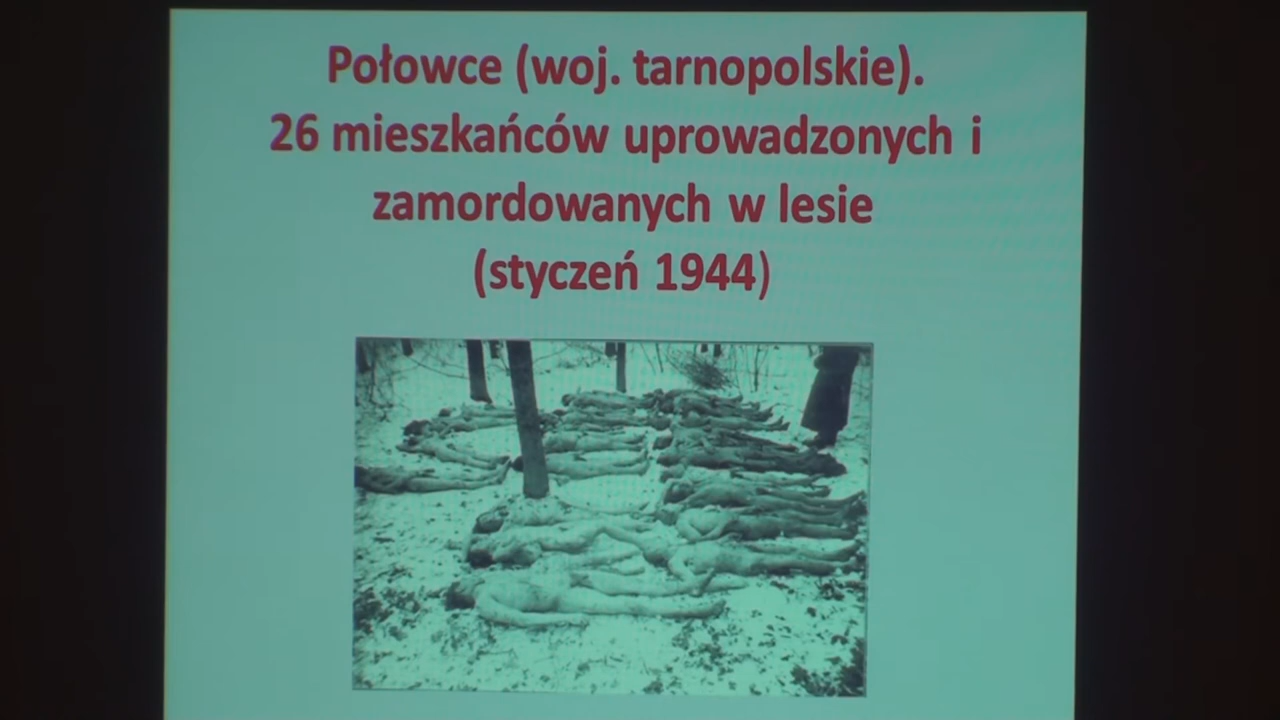 Połowce (woj. tarnopolskie).
26 mieszkańców uprowadzonych i
zamordowanych w lesie
(styczeń 1944)